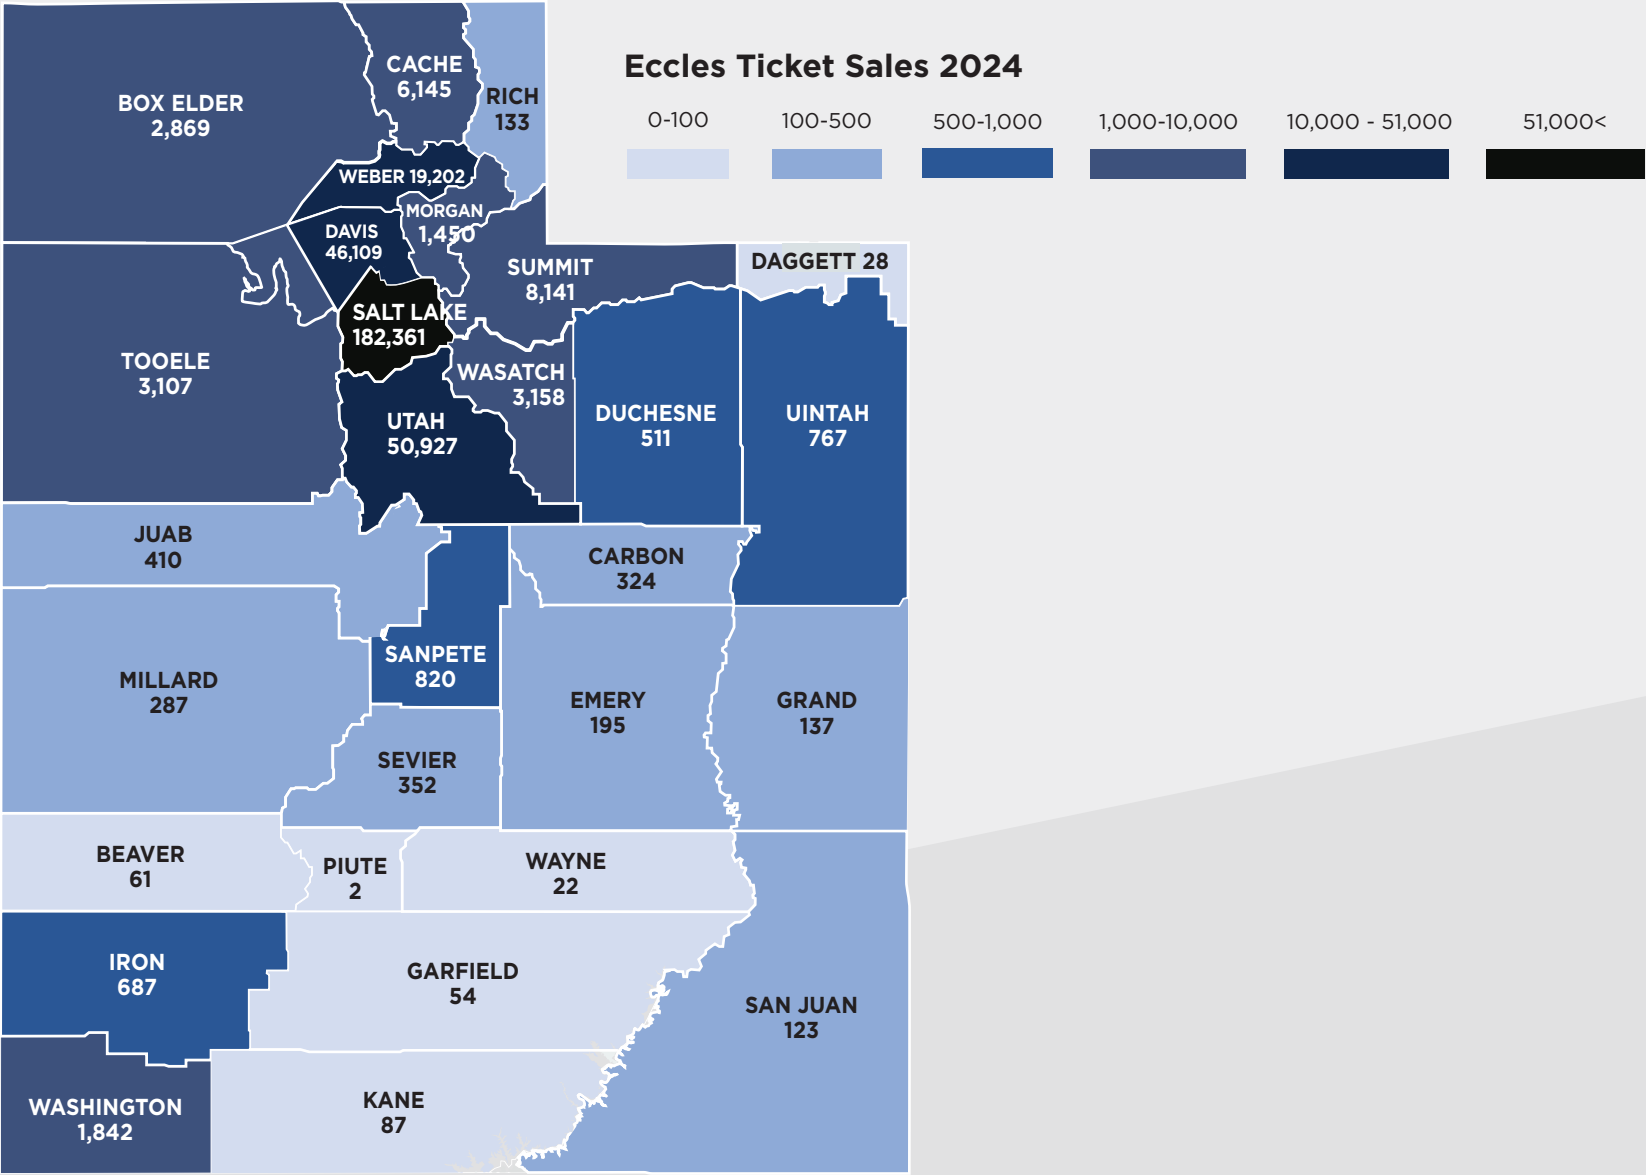 Eccles Ticket Sales 2024
0-100
100-500
500-1,000
1,000-10,000
10,000 - 51,000
51,000<
BOX ELDER
2,869
CACHE
6,145
RICH
133
WEBER 19,202
MORGAN
1,450
DAVIS
46,109
SUMMIT
8,141
DAGGETT 28
SALT LAKE
182,361
TOOELE
3,107
WASATCH
3,158
UTAH
50,927
DUCHESNE
511
UINTAH
767
JUAB
410
CARBON
324
MILLARD
287
SANPETE
820
EMERY
195
GRAND
137
SEVIER
352
BEAVER
61
PIUTE
2
WAYNE
22
IRON
687
GARFIELD
54
SAN JUAN
123
WASHINGTON
1,842
KANE
87